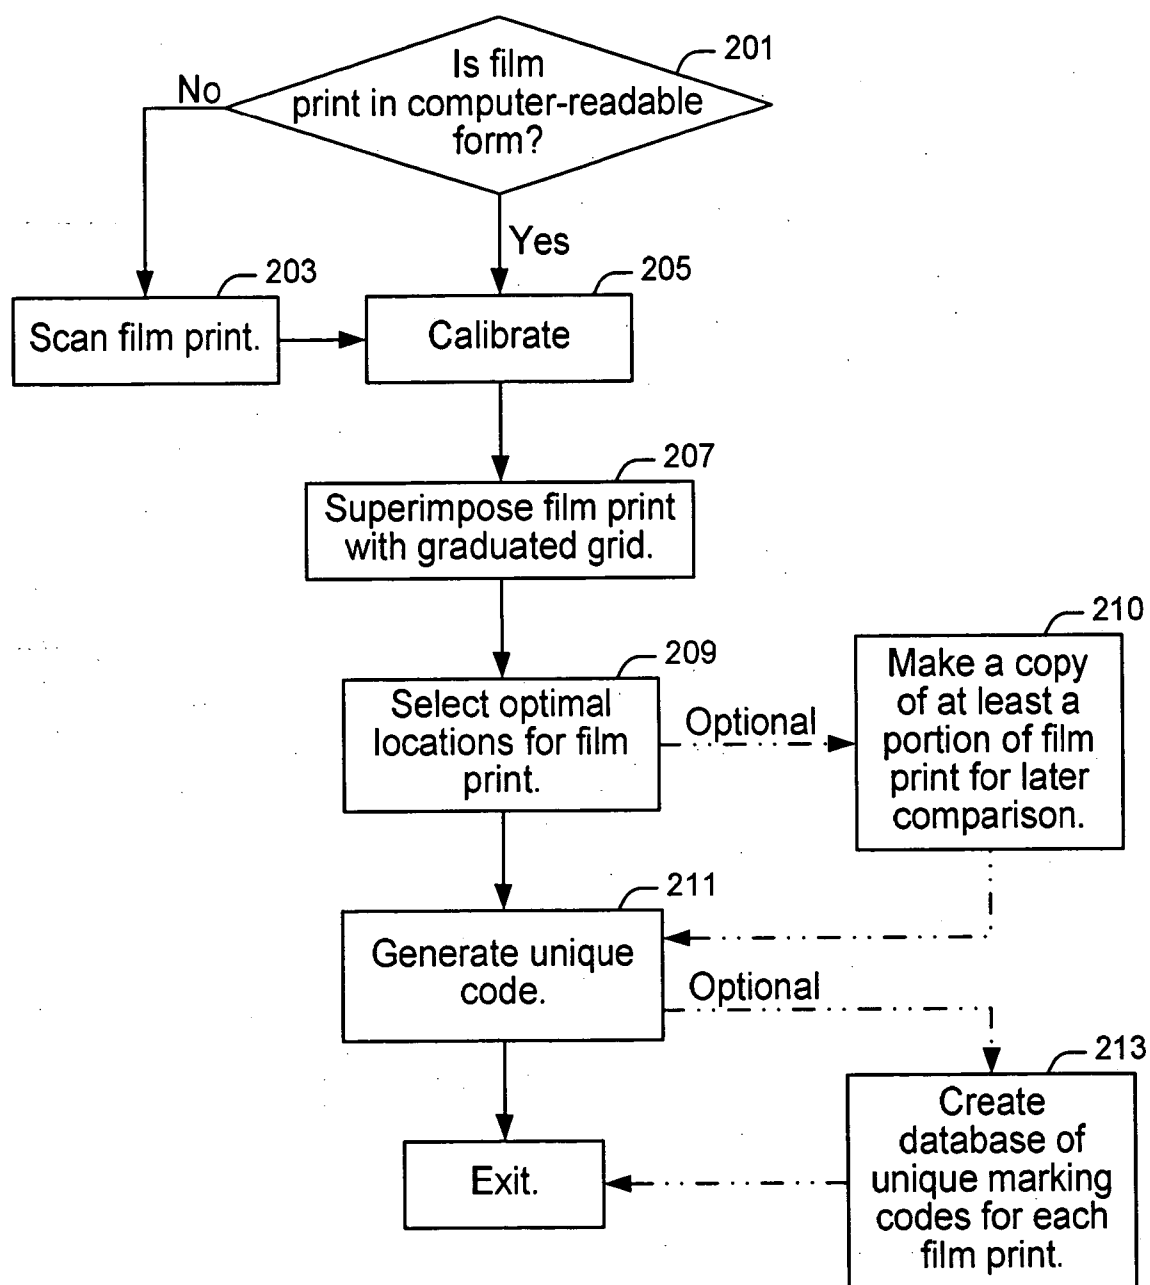 201
Is film
print in computer-readable
form?
No
Yes
203
Scan film print.
205
Calibrate
207
Superimpose film print
with graduated grid.
209
Select optimal
locations for film
print.
Optional
210
Make a copy
of at least a
portion of film
print for later
comparison.
211
Generate unique
code.
Optional
213
Create
database of
unique marking
codes for each
film print.
Exit.